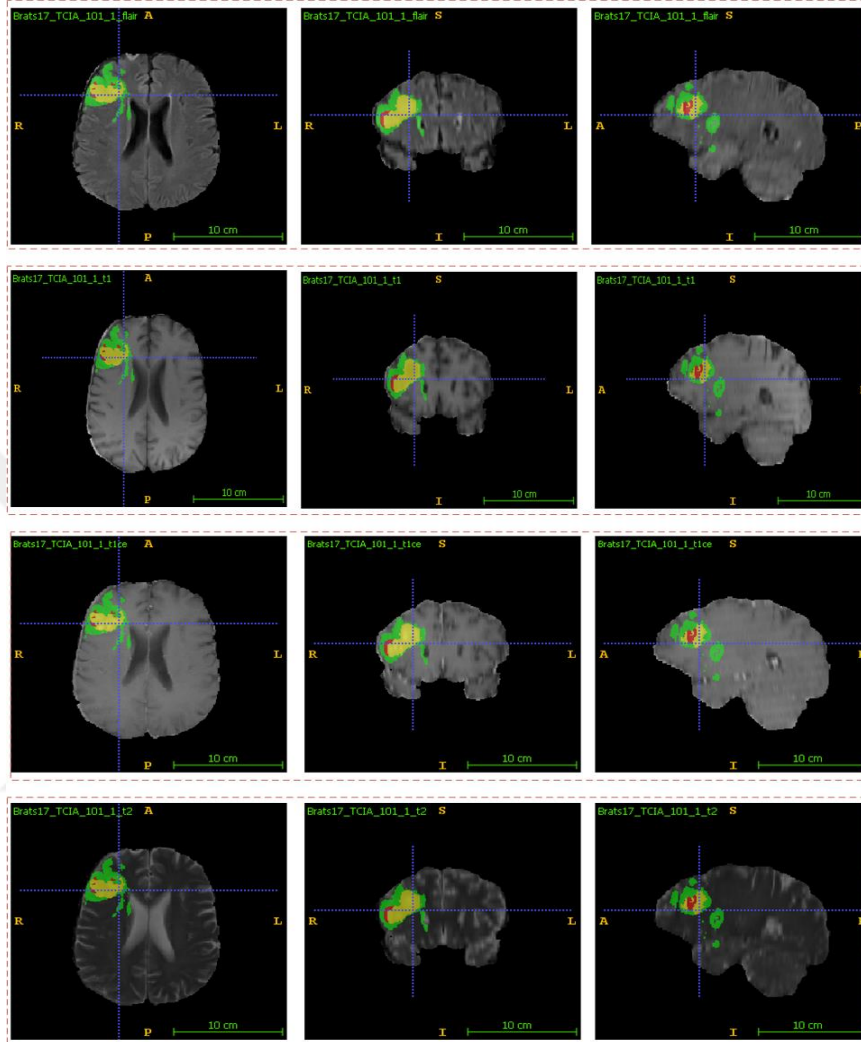 Brats17_TCIA_101_1_flair A
R L
P 10 cm
Brats17_TCIA_101_1_flair S
R L
I 10 cm
Brats17_TCIA_101_1_flair S
A P
I 10 cm
Brats17_TCIA_101_1_t1 A
R L
P 10 cm
Brats17_TCIA_101_1_t1 S
R L
I 10 cm
Brats17_TCIA_101_1_t1 S
A
I 10 cm
Brats17_TCIA_101_1_t1ce A
R L
P 10 cm
Brats17_TCIA_101_1_t1ce S
R L
I 10 cm
Brats17_TCIA_101_1_t1ce S
A
I 10 cm
Brats17_TCIA_101_1_t2 A
R L
P 10 cm
Brats17_TCIA_101_1_t2 S
R L
I 10 cm
Brats17_TCIA_101_1_t2 S
A
I 10 cm